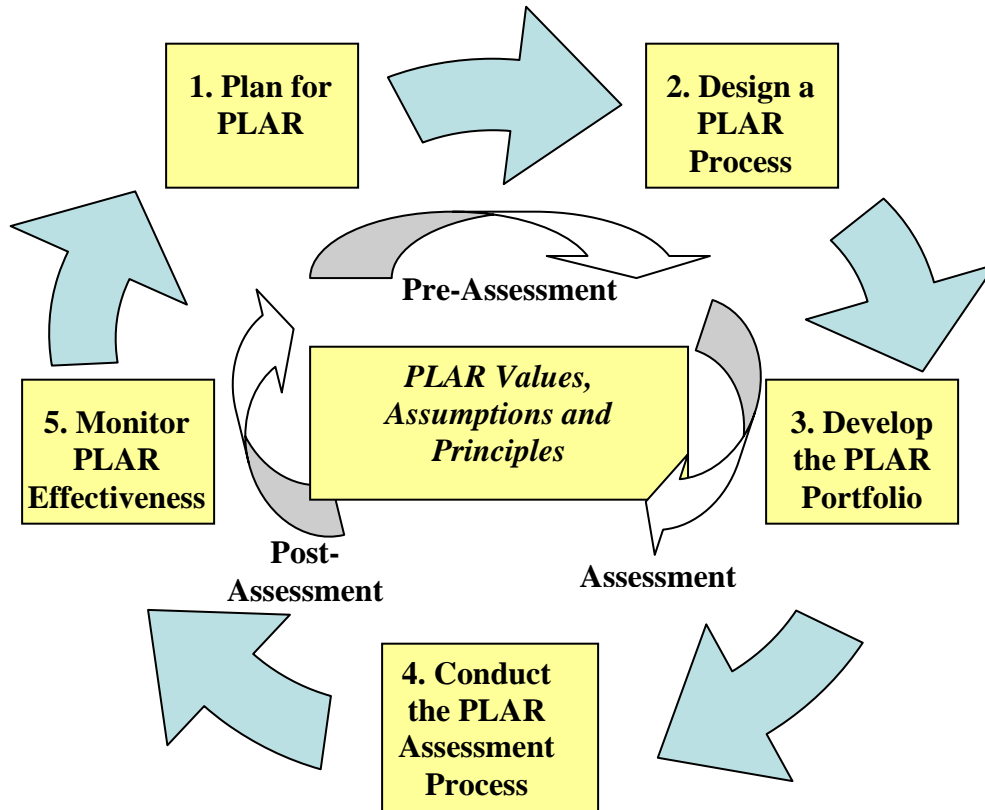 1. Plan for
PLAR
2. Design a
PLAR
Process
Pre-Assessment
PLAR Values,
Assumptions and
Principles
5. Monitor
PLAR
Effectiveness
3. Develop
the PLAR
Portfolio
Post-
Assessment
Assessment
4. Conduct
the PLAR
Assessment
Process